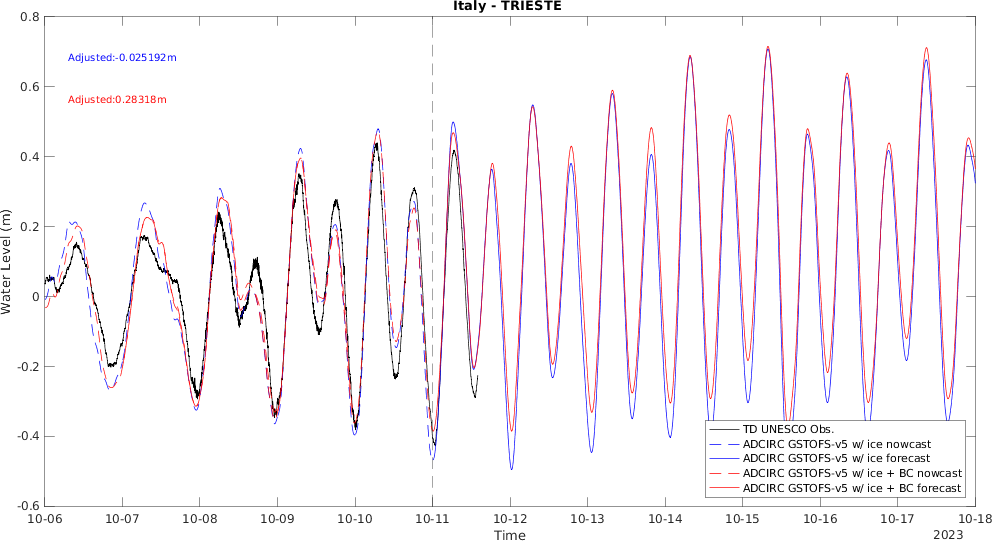 Italy - TRIESTE
0.8
Adjusted:-0.025192m
0.6
Adjusted:0.28318m
0.4
0.2
Water Level (m)
0
-0.2
-0.4
TD UNESCO Obs.
ADCIRC GSTOFS-v5 w/ ice nowcast
ADCIRC GSTOFS-v5 w/ ice forecast
ADCIRC GSTOFS-v5 w/ ice + BC nowcast
ADCIRC GSTOFS-v5 w/ ice + BC forecast
-0.6
10-06 10-07 10-08 10-09 10-10 10-11 10-12 10-13 10-14 10-15 10-16 10-17 10-18
Time
2023